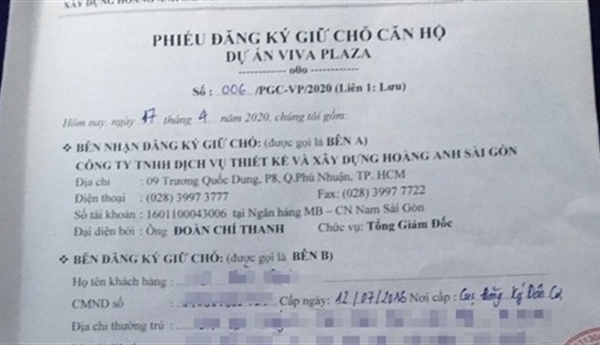 XÂY DỰNG HOÀNG ANH SÀI
PHIẾU ĐĂNG KÝ GIỮ CHỖ CĂN HỘ
DỰ ÁN VIVA PLAZA
------------ o0o ------------
Số : 006 /PGC-VP/2020 (Liên 1: Lưu)
Hôm nay, ngày 17 tháng 4 năm 2020, chúng tôi gồm:
❖ BÊN NHẬN ĐĂNG KÝ GIỮ CHỖ: (được gọi là BÊN A)
CÔNG TY TNHH DỊCH VỤ THIẾT KẾ VÀ XÂY DỰNG HOÀNG ANH SÀI GÒN
Địa chỉ : 09 Trương Quốc Dung, P8, Q.Phú Nhuận, TP. HCM
Điện thoại : (028) 3997 3777 Fax: (028) 3997 7722
Số tài khoản : 1601100043006 tại Ngân hàng MB – CN Nam Sài Gòn
Đại diện bởi : Ông ĐOÀN CHÍ THANH Chức vụ: Tổng Giám Đốc
❖ BÊN ĐĂNG KÝ GIỮ CHỖ: (được gọi là BÊN B)
Họ tên khách hàng :
CMND số : Cấp ngày: 12/07/2016 Nơi cấp :
Địa chỉ thường trú :